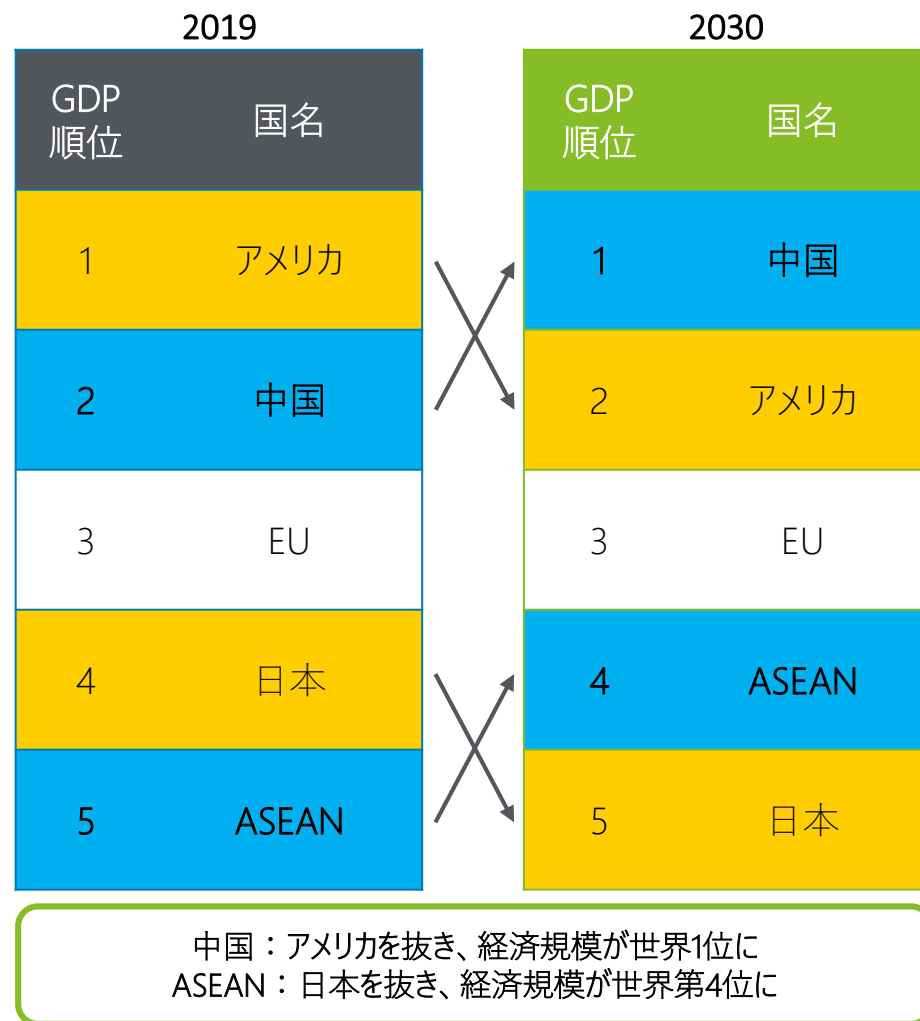 2019
GDP
順位
国名
1 アメリカ
2 中国
3 EU
4 日本
5 ASEAN
2030
GDP
順位
国名
1 中国
2 アメリカ
3 EU
4 ASEAN
5 日本
中国：アメリカを抜き、経済規模が世界1位に
ASEAN：日本を抜き、経済規模が世界第4位に